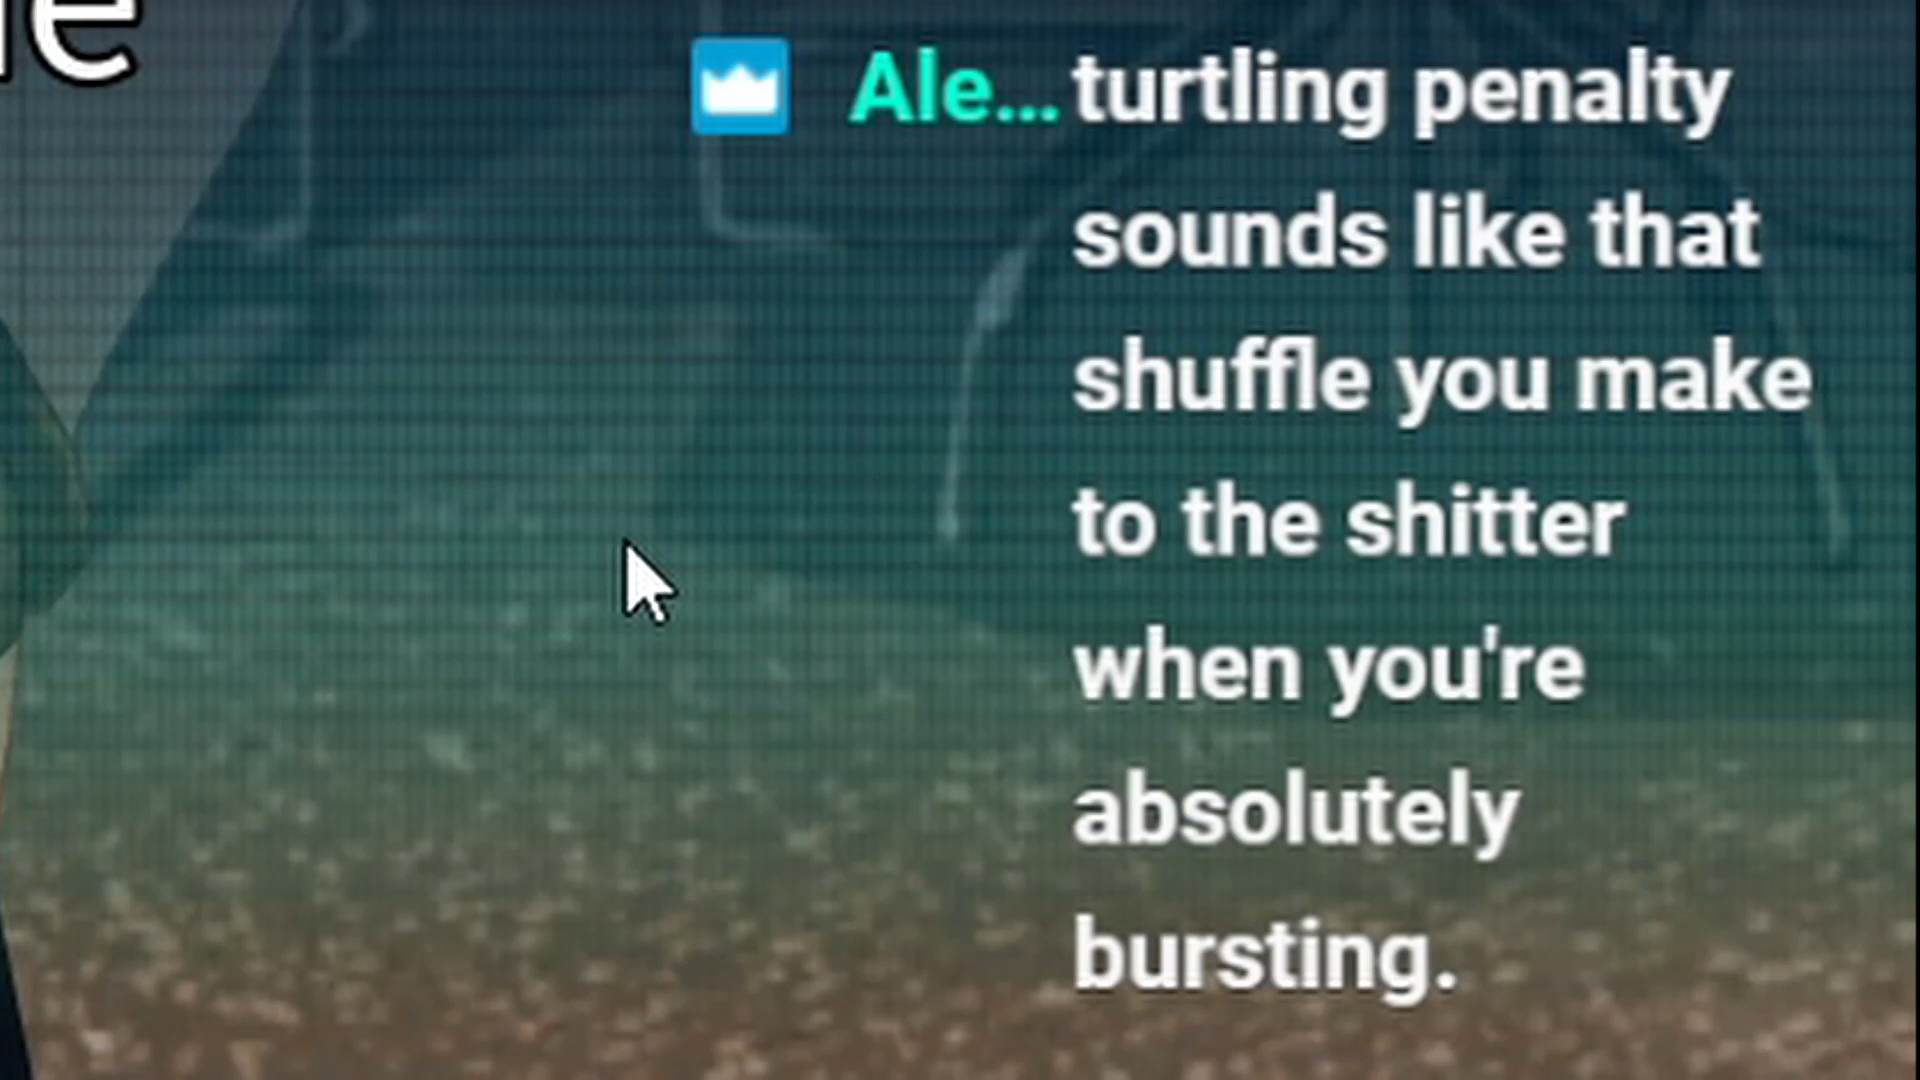 Ale... turtling penalty
sounds like that
shuffle you make
to the shitter
when you're
absolutely
bursting.